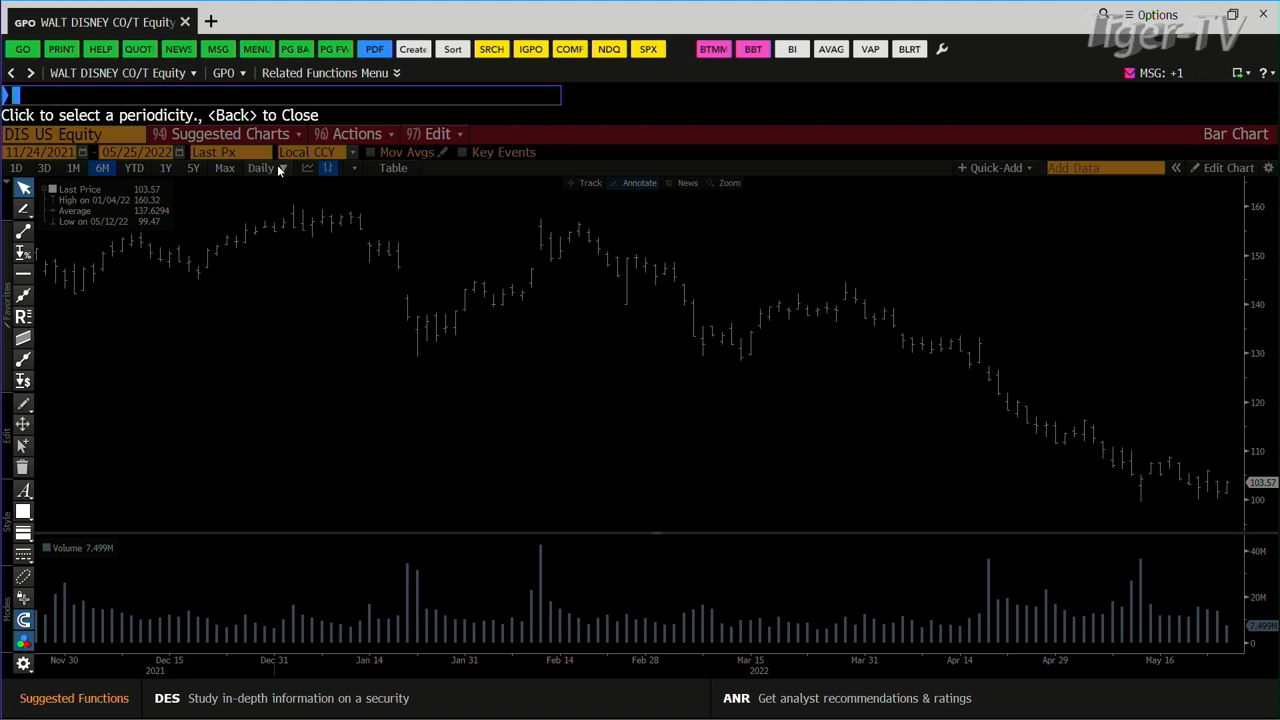 GPO WALT DISNEY CO/T Equity
Options
Tiger-TV
GO PRINT HELP QUOT NEWS MSG MENU PG BA PG FW PDF Create Sort SRCH IGPO COMF NDQ SPX BTMM BBT BI AVAG VAP BLRT
WALT DISNEY CO/T Equity GPO Related Functions Menu MSG: +1 ?
Click to select a periodicity., <Back> to Close
DIS US Equity 94) Suggested Charts 96) Actions 97) Edit Bar Chart
11/24/2021 - 05/25/2022 Last Px Local CCY Mov Avgs Key Events
1D 3D 1M 6M YTD 1Y 5Y Max Daily Table + Quick-Add Add Data Edit Chart
Track Annotate News Zoom
Last Price 103.57
High on 01/04/22 160.32
Average 137.6294
Low on 05/12/22 99.47
160
150
140
130
120
110
103.57
100
Favorites
Edit
Style
Modes
Volume 7.499M
40M
20M
7.499M
0
Nov 30 Dec 15 Dec 31 Jan 14 Jan 31 Feb 14 Feb 28 Mar 15 Mar 31 Apr 14 Apr 29 May 16
2021 2022
Suggested Functions DES Study in-depth information on a security ANR Get analyst recommendations & ratings